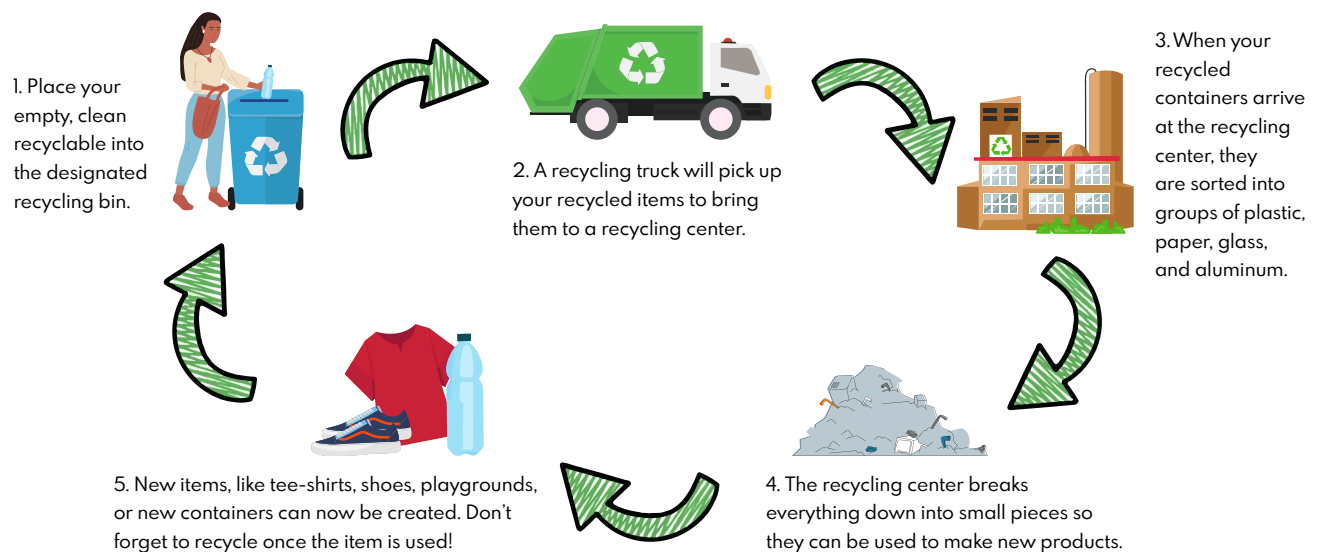 1. Place your
empty, clean
recyclable into
the designated
recycling bin.
2. A recycling truck will pick up
your recycled items to bring
them to a recycling center.
3. When your
recycled
containers arrive
at the recycling
center, they
are sorted into
groups of plastic,
paper, glass,
and aluminum.
4. The recycling center breaks
everything down into small pieces so
they can be used to make new products.
5. New items, like tee-shirts, shoes, playgrounds,
or new containers can now be created. Don’t
forget to recycle once the item is used!